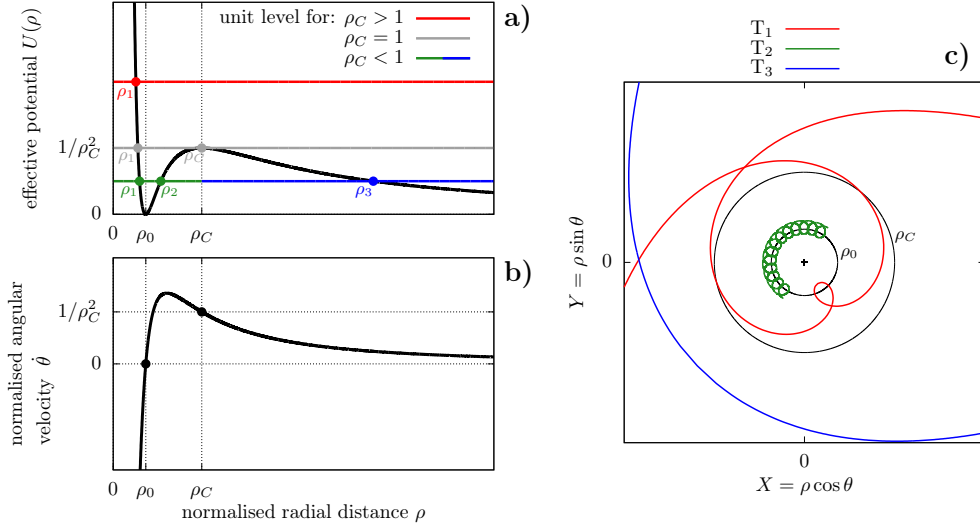 a)
unit level for: ρ_C > 1
ρ_C = 1
ρ_C < 1
effective potential U(ρ)
1/ρ_C^2
0
ρ_1
ρ_1
ρ_C
ρ_1
ρ_2
ρ_3
0
ρ_0
ρ_C
b)
normalised angular
velocity θ̇
1/ρ_C^2
0
0
ρ_0
ρ_C
normalised radial distance ρ
T_1
T_2
T_3
c)
ρ_0
ρ_C
Y = ρ sin θ
0
0
X = ρ cos θ